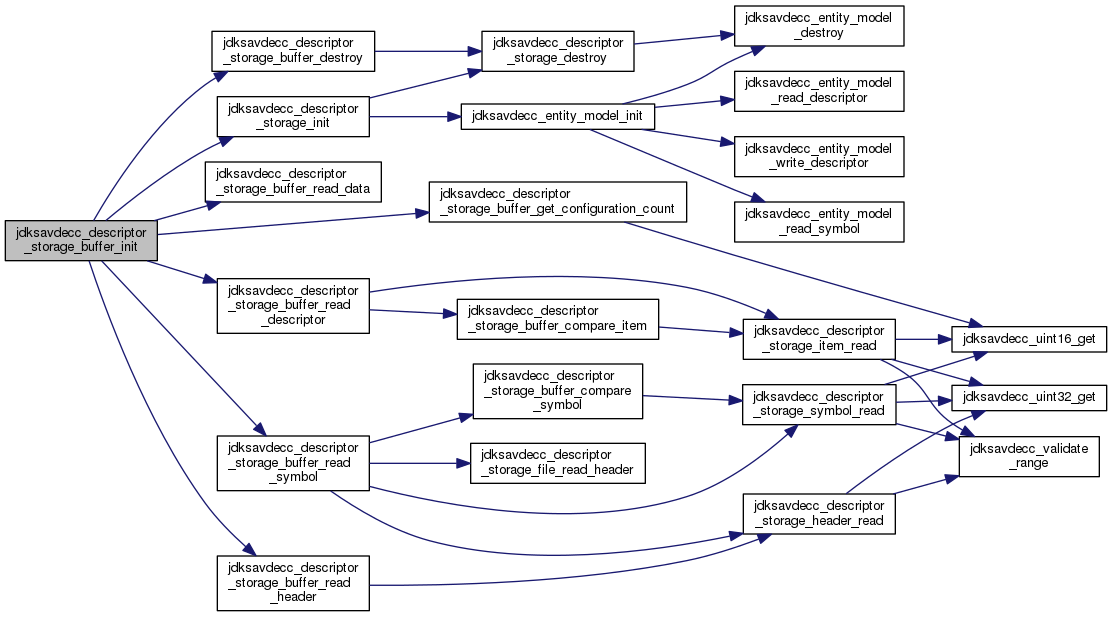 jdksavdecc_descriptor
_storage_buffer_init
jdksavdecc_descriptor
_storage_buffer_destroy
jdksavdecc_descriptor
_storage_init
jdksavdecc_descriptor
_storage_buffer_read_data
jdksavdecc_descriptor
_storage_buffer_get_configuration_count
jdksavdecc_descriptor
_storage_buffer_read
_descriptor
jdksavdecc_descriptor
_storage_buffer_read
_symbol
jdksavdecc_descriptor
_storage_buffer_read
_header
jdksavdecc_descriptor
_storage_destroy
jdksavdecc_entity_model_init
jdksavdecc_descriptor
_storage_buffer_compare_item
jdksavdecc_descriptor
_storage_buffer_compare
_symbol
jdksavdecc_descriptor
_storage_file_read_header
jdksavdecc_entity_model
_destroy
jdksavdecc_entity_model
_read_descriptor
jdksavdecc_entity_model
_write_descriptor
jdksavdecc_entity_model
_read_symbol
jdksavdecc_descriptor
_storage_item_read
jdksavdecc_descriptor
_storage_symbol_read
jdksavdecc_descriptor
_storage_header_read
jdksavdecc_uint16_get
jdksavdecc_uint32_get
jdksavdecc_validate
_range